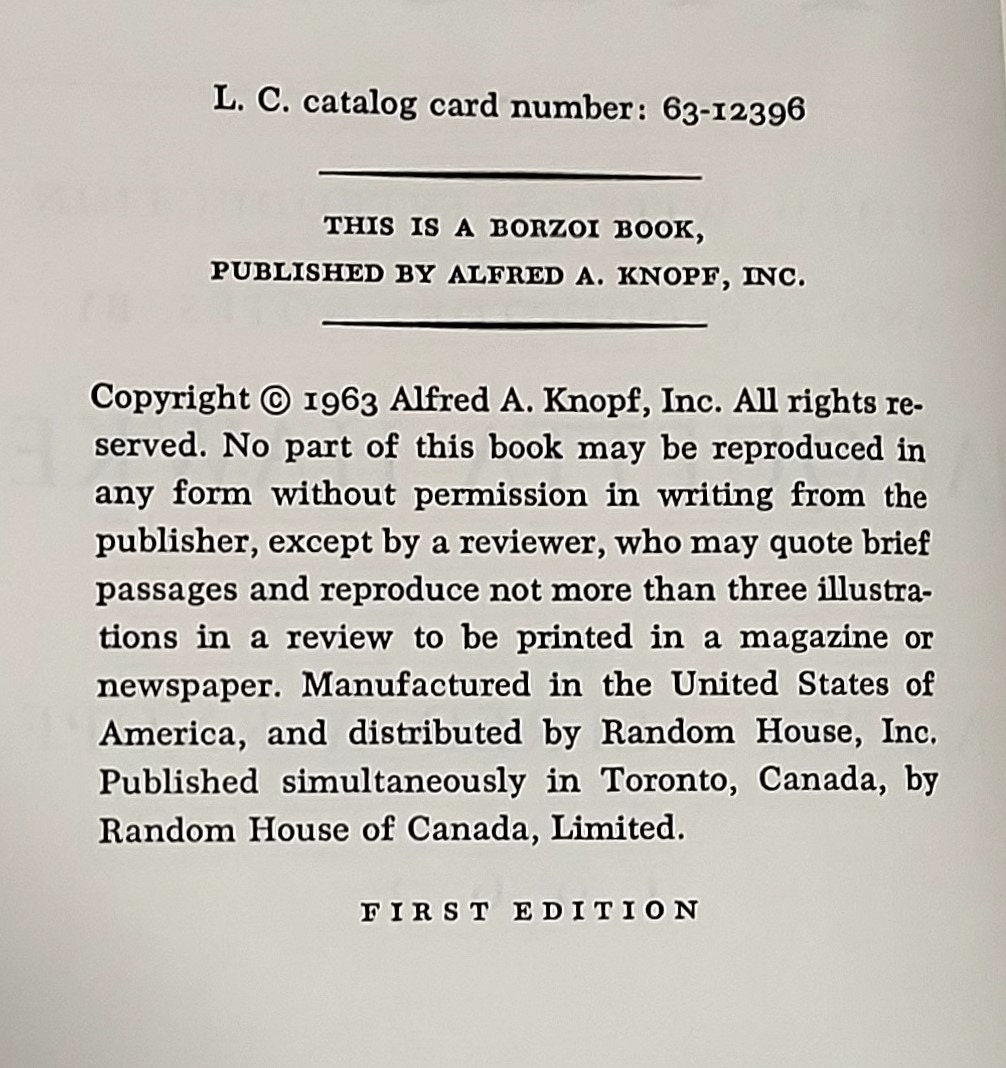 L. C. catalog card number: 63-12396
THIS IS A BORZOI BOOK,
PUBLISHED BY ALFRED A. KNOPF, INC.
Copyright © 1963 Alfred A. Knopf, Inc. All rights re-
served. No part of this book may be reproduced in
any form without permission in writing from the
publisher, except by a reviewer, who may quote brief
passages and reproduce not more than three illustra-
tions in a review to be printed in a magazine or
newspaper. Manufactured in the United States of
America, and distributed by Random House, Inc.
Published simultaneously in Toronto, Canada, by
Random House of Canada, Limited.
FIRST EDITION